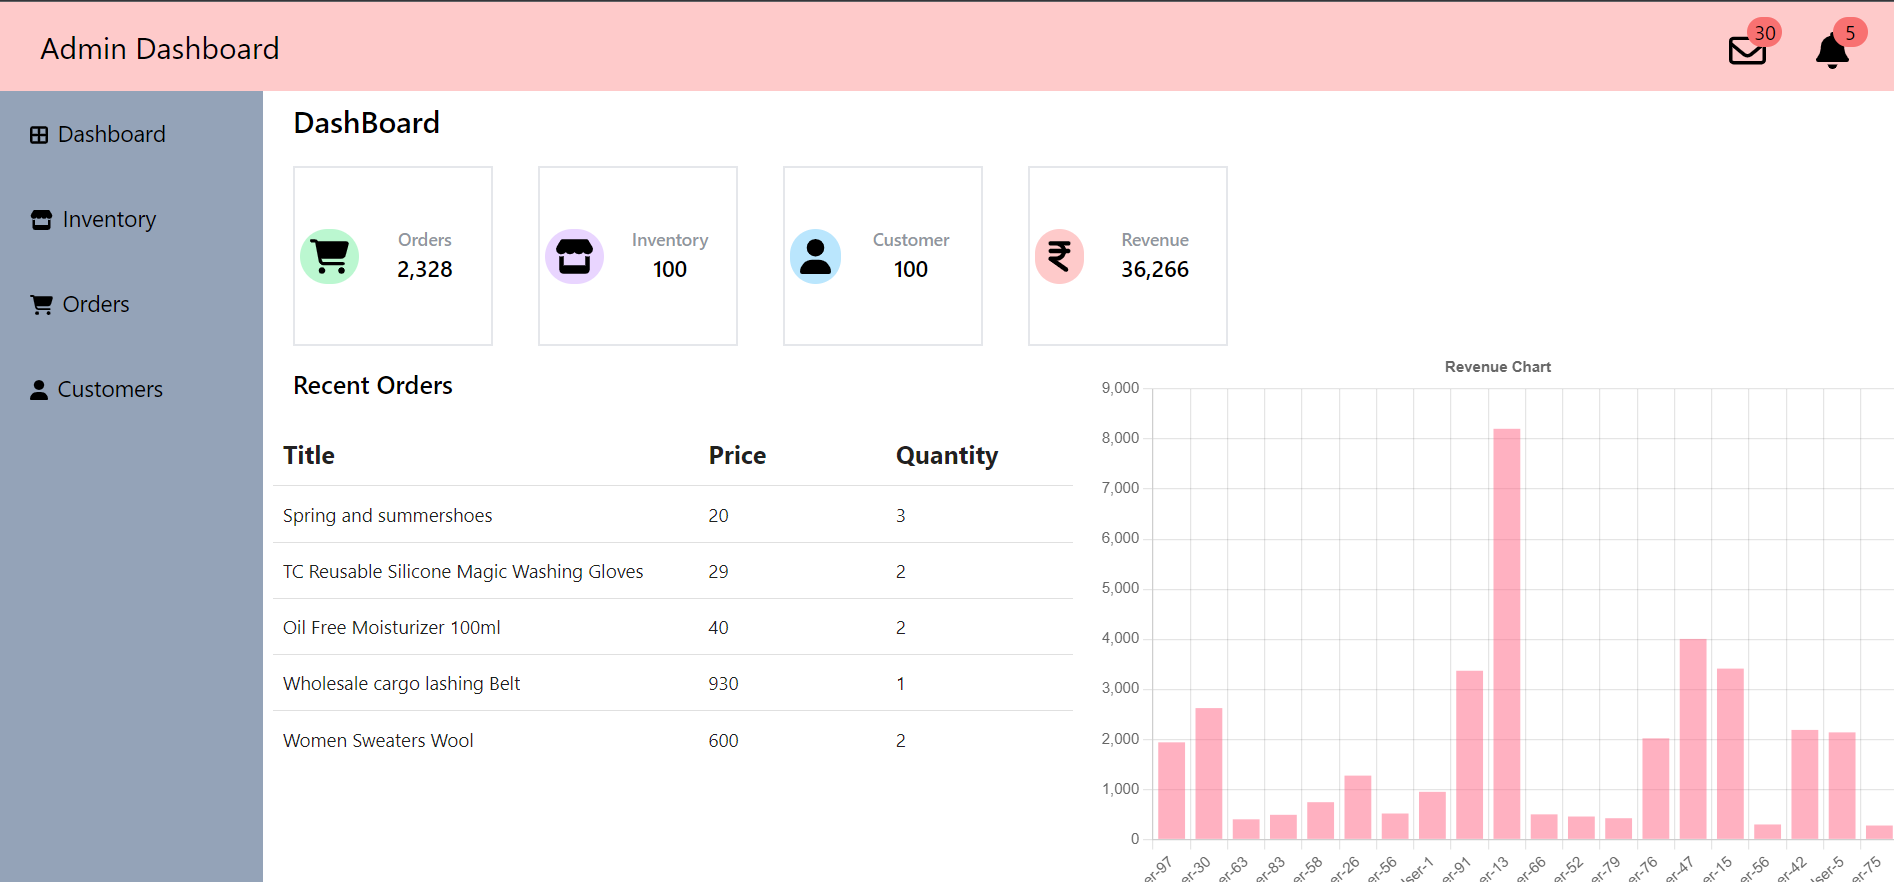 Admin Dashboard
30
5
Dashboard
Inventory
Orders
Customers
DashBoard
Orders
2,328
Inventory
100
Customer
100
Revenue
36,266
Recent Orders
Title Price Quantity
Spring and summershoes 20 3
TC Reusable Silicone Magic Washing Gloves 29 2
Oil Free Moisturizer 100ml 40 2
Wholesale cargo lashing Belt 930 1
Women Sweaters Wool 600 2
Revenue Chart
9,000
8,000
7,000
6,000
5,000
4,000
3,000
2,000
1,000
0
er-97 er-30 er-63 er-83 er-58 er-26 er-56 ser-1 er-91 er-13 er-66 er-52 er-79 er-76 er-47 er-15 er-56 er-42 ser-5 er-75